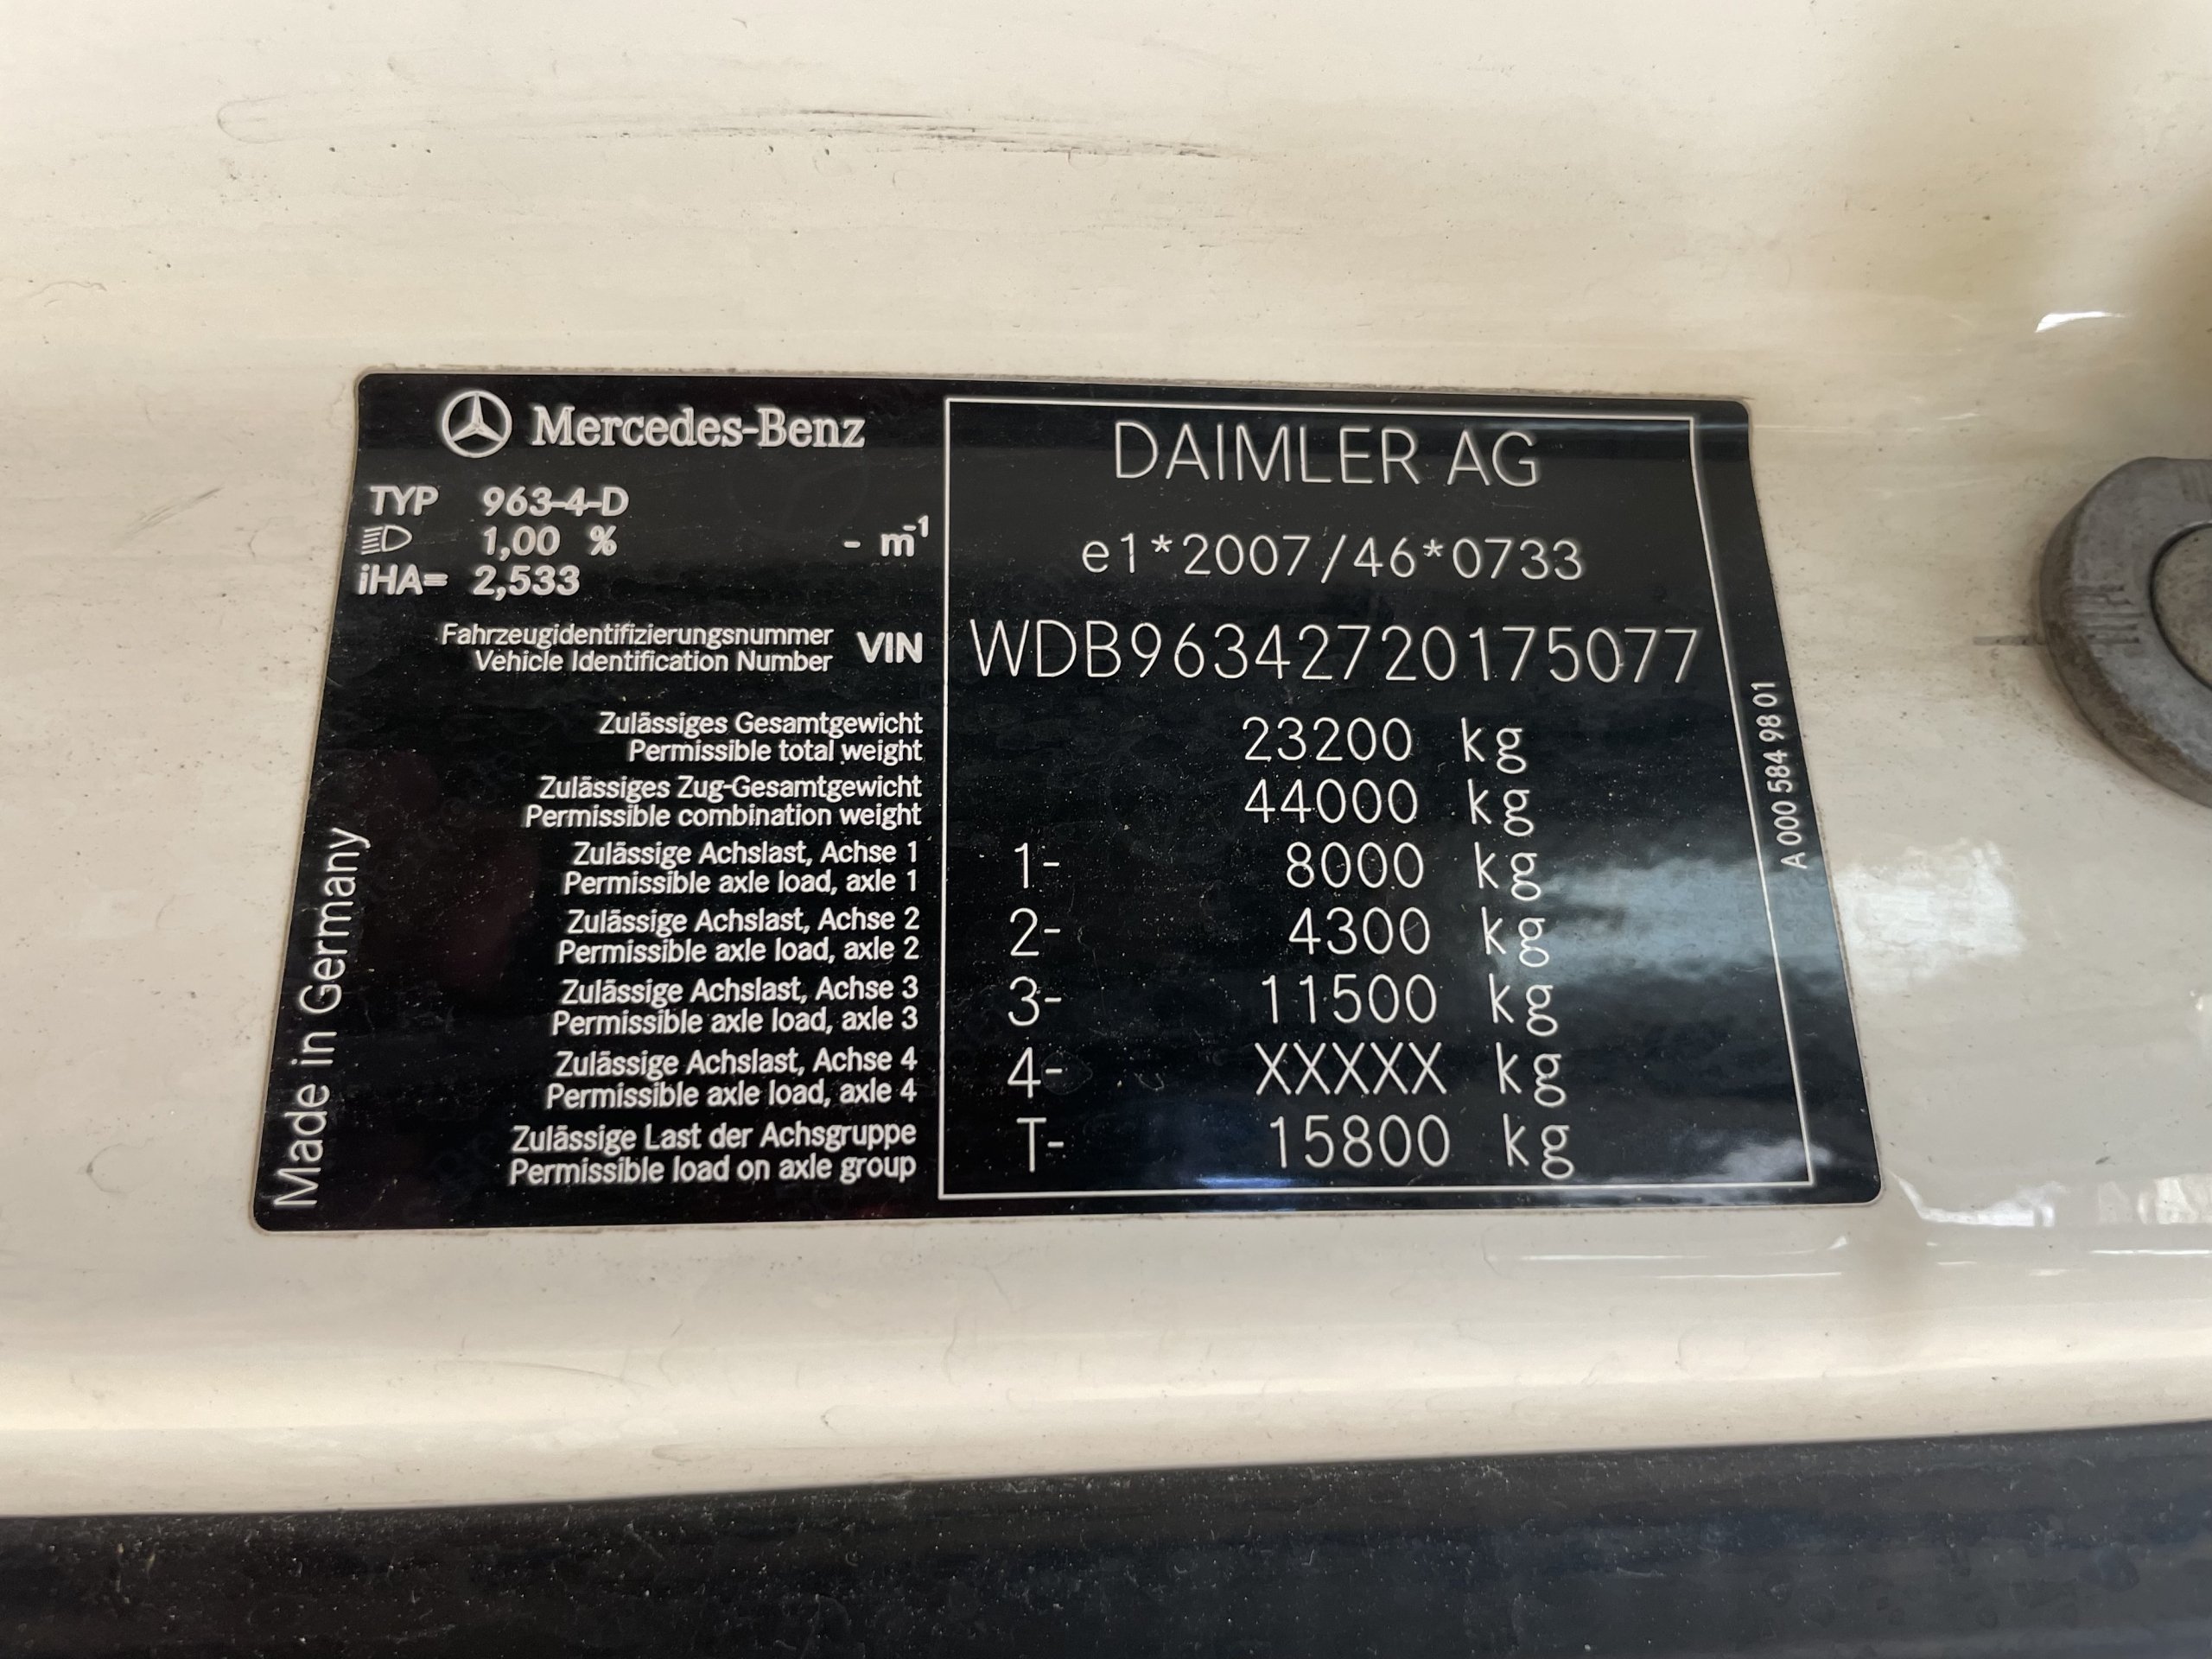 Mercedes-Benz
TYP 963-4-D
1,00 % - m⁻¹
iHA= 2,533
DAIMLER AG
e1*2007/46*0733
Fahrzeugidentifizierungsnummer
Vehicle Identification Number
VIN WDB96342720175077
Zulässiges Gesamtgewicht
Permissible total weight
23200 kg
Zulässiges Zug-Gesamtgewicht
Permissible combination weight
44000 kg
Zulässige Achslast, Achse 1
Permissible axle load, axle 1
1- 8000 kg
Zulässige Achslast, Achse 2
Permissible axle load, axle 2
2- 4300 kg
Zulässige Achslast, Achse 3
Permissible axle load, axle 3
3- 11500 kg
Zulässige Achslast, Achse 4
Permissible axle load, axle 4
4- XXXXX kg
Zulässige Last der Achsgruppe
Permissible load on axle group
T- 15800 kg
Made in Germany
A 000 584 98 01